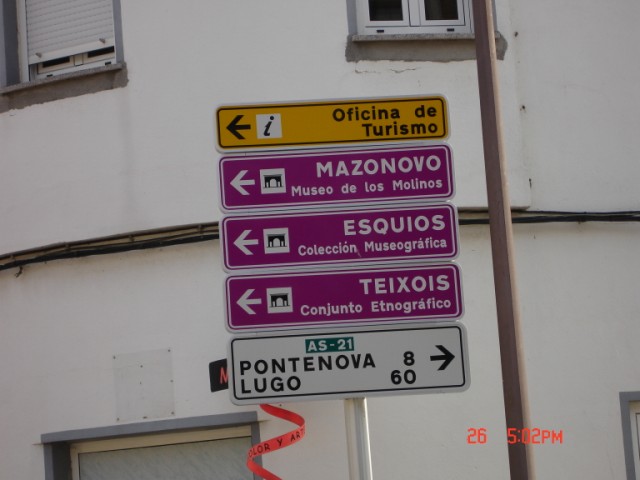 i Oficina de
Turismo
MAZONOVO
Museo de los Molinos
ESQUIOS
Colección Museográfica
TEIXOIS
Conjunto Etnográfico
AS-21
PONTENOVA 8
LUGO 60
26 5:02PM